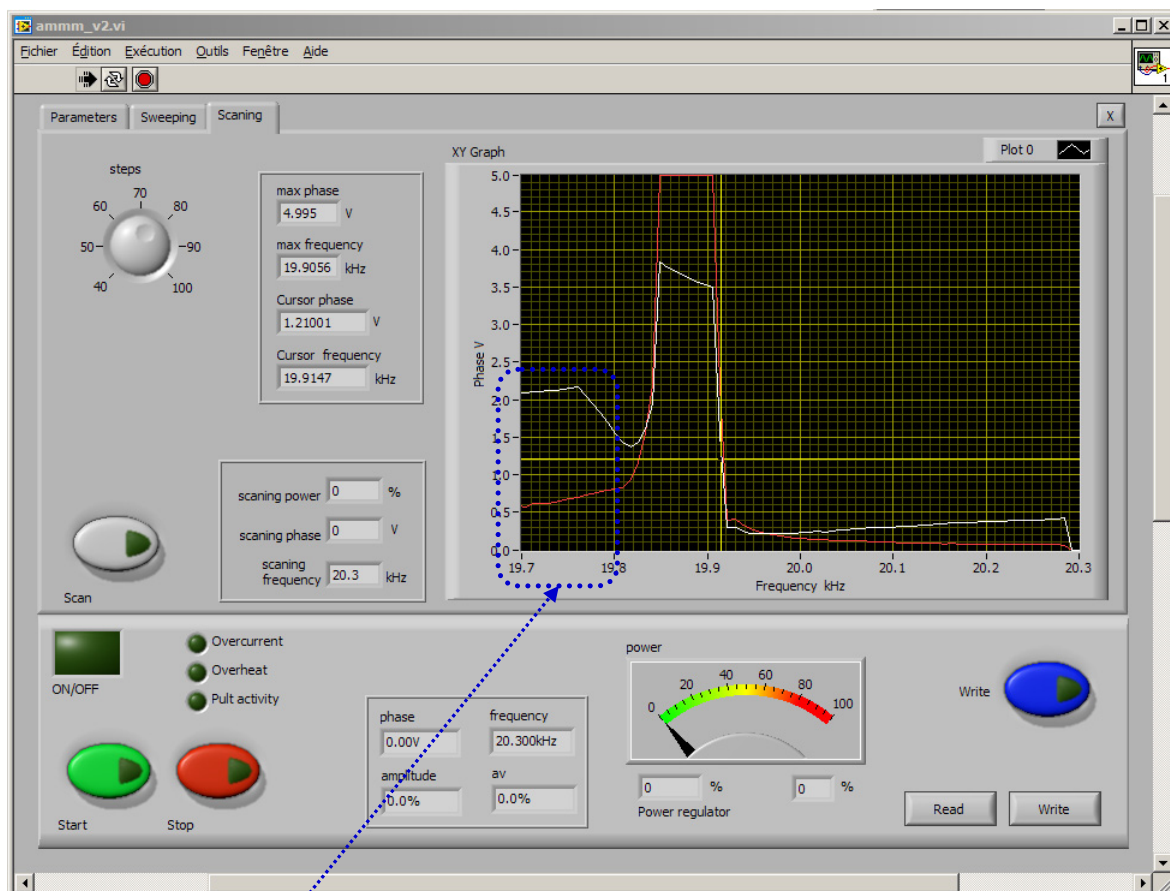 ammm_v2.vi
Fichier Édition Exécution Outils Fenêtre Aide
1
Parameters Sweeping Scaning X
steps
40 50 60 70 80 90 100
max phase
4.995 V
max frequency
19.9056 kHz
Cursor phase
1.21001 V
Cursor frequency
19.9147 kHz
scaning power 0 %
scaning phase 0 V
scaning frequency 20.3 kHz
Scan
XY Graph
Plot 0
Phase V
5.0
4.5
4.0
3.5
3.0
2.5
2.0
1.5
1.0
0.5
0.0
19.7 19.8 19.9 20.0 20.1 20.2 20.3
Frequency kHz
ON/OFF
Overcurrent
Overheat
Pult activity
Start Stop
phase frequency
0.00V 20.300kHz
amplitude av
0.0% 0.0%
power
0 20 40 60 80 100
0 % 0 %
Power regulator
Write
Read Write